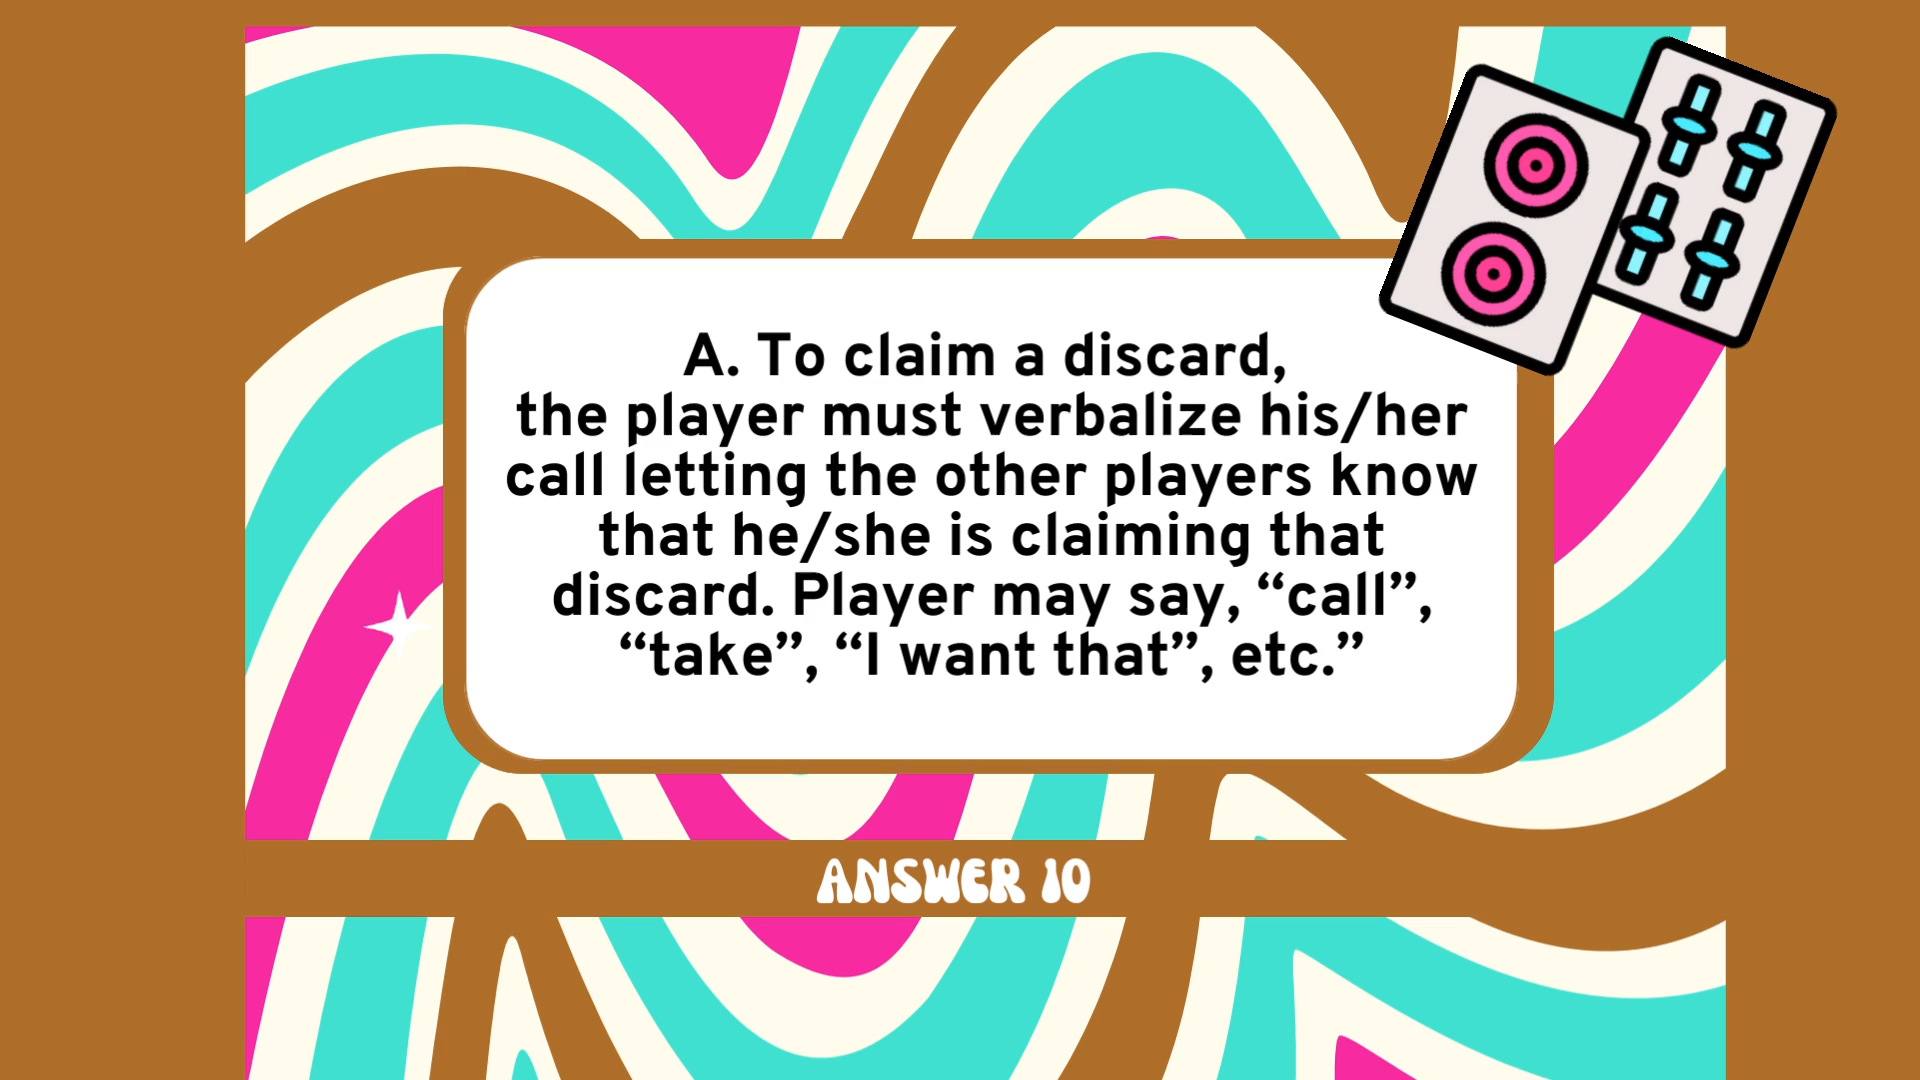 A. To claim a discard,
the player must verbalize his/her
call letting the other players know
that he/she is claiming that
discard. Player may say, “call”,
“take”, “I want that”, etc.”
ANSWER 10